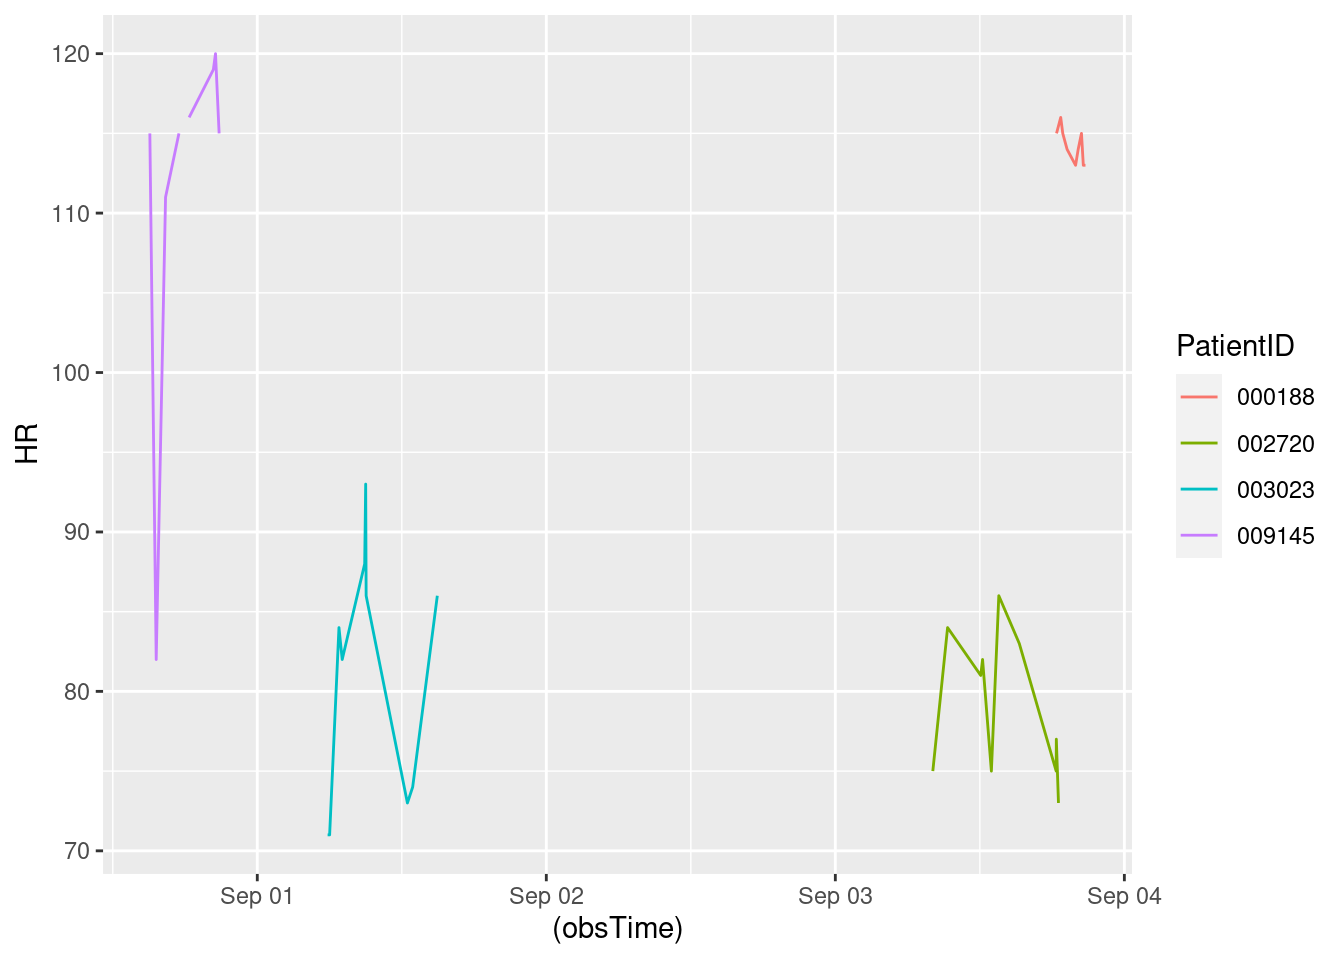 120
110
100
90
80
70
HR
Sep 01
Sep 02
Sep 03
Sep 04
(obsTime)
PatientID
000188
002720
003023
009145